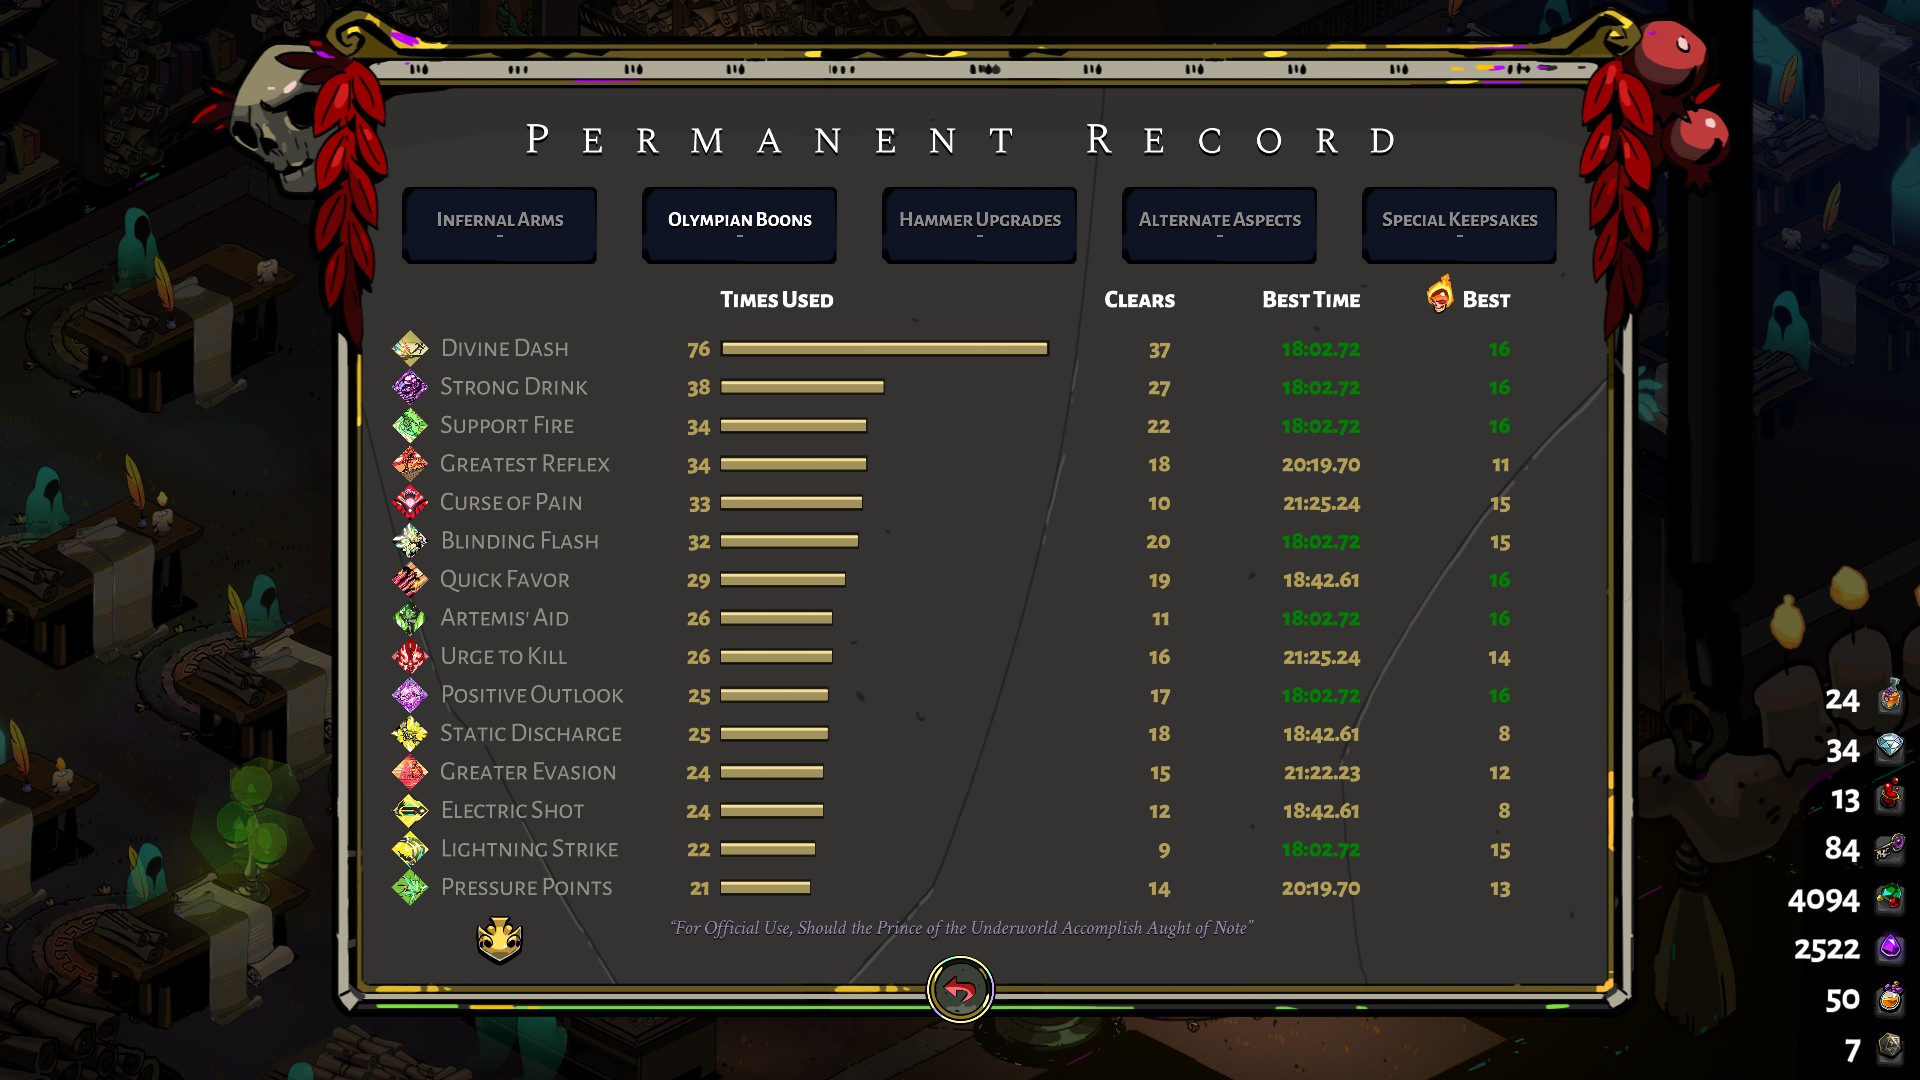 PERMANENT RECORD
INFERNAL ARMS OLYMPIAN BOONS HAMMER UPGRADES ALTERNATE ASPECTS SPECIAL KEEPSAKES
- - - - -
TIMES USED CLEARS BEST TIME BEST
DIVINE DASH 76 37 18:02.72 16
STRONG DRINK 38 27 18:02.72 16
SUPPORT FIRE 34 22 18:02.72 16
GREATEST REFLEX 34 18 20:19.70 11
CURSE OF PAIN 33 10 21:25.24 15
BLINDING FLASH 32 20 18:02.72 15
QUICK FAVOR 29 19 18:42.61 16
ARTEMIS' AID 26 11 18:02.72 16
URGE TO KILL 26 16 21:25.24 14
POSITIVE OUTLOOK 25 17 18:02.72 16
STATIC DISCHARGE 25 18 18:42.61 8
GREATER EVASION 24 15 21:22.23 12
ELECTRIC SHOT 24 12 18:42.61 8
LIGHTNING STRIKE 22 9 18:02.72 15
PRESSURE POINTS 21 14 20:19.70 13
“For Official Use, Should the Prince of the Underworld Accomplish Aught of Note”
24
34
13
84
4094
2522
50
7